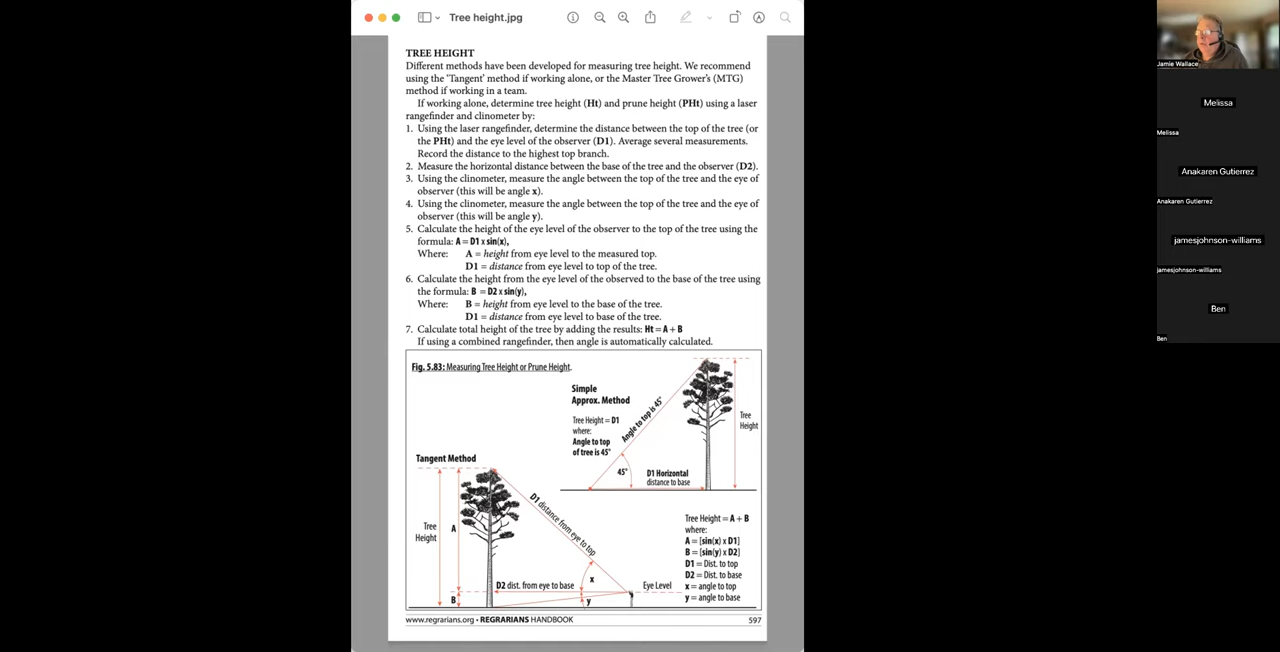 Tree height.jpg
TREE HEIGHT
Different methods have been developed for measuring tree height. We recommend
using the 'Tangent' method if working alone, or the Master Tree Grower's (MTG)
method if working in a team.
If working alone, determine tree height (Ht) and prune height (PHt) using a laser
rangefinder and clinometer by:
1. Using the laser rangefinder, determine the distance between the top of the tree (or
the PHt) and the eye level of the observer (D1). Average several measurements.
Record the distance to the highest top branch.
2. Measure the horizontal distance between the base of the tree and the observer (D2).
3. Using the clinometer, measure the angle between the top of the tree and the eye of
observer (this will be angle x).
4. Using the clinometer, measure the angle between the top of the tree and the eye of
observer (this will be angle y).
5. Calculate the height of the eye level of the observer to the top of the tree using the
formula: A = D1 x sin(x),
Where: A = height from eye level to the measured top.
D1 = distance from eye level to top of the tree.
6. Calculate the height from the eye level of the observed to the base of the tree using
the formula: B = D2 x sin(y),
Where: B = height from eye level to the base of the tree.
D1 = distance from eye level to base of the tree.
7. Calculate total height of the tree by adding the results: Ht = A + B
If using a combined rangefinder, then angle is automatically calculated.
Fig. 5.83: Measuring Tree Height or Prune Height.
Simple
Approx. Method
Tree Height = D1
where:
Angle to top
of tree is 45°
Angle to top is 45°
45°
D1 Horizontal
distance to base
Tree
Height
Tangent Method
Tree
Height
A
B
D1 distance from eye to top
D2 dist. from eye to base
x
y
Eye Level
Tree Height = A + B
where:
A = [sin(x) x D1]
B = [sin(y) x D2]
D1 = Dist. to top
D2 = Dist. to base
x = angle to top
y = angle to base
www.regrarians.org • REGRARIANS HANDBOOK
597
Jamie Wallace
Melissa
Melissa
Anakaren Gutierrez
Anakaren Gutierrez
jamesjohnson-williams
jamesjohnson-williams
Ben
Ben